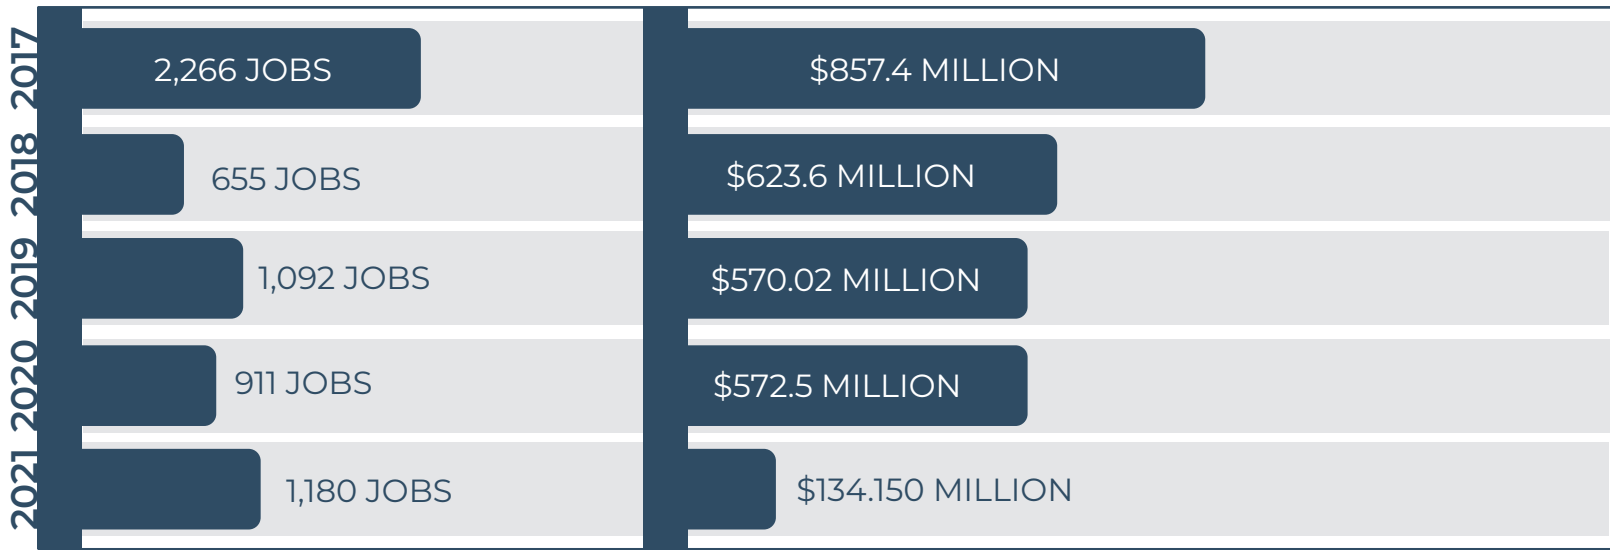 2017
2,266 JOBS
$857.4 MILLION
2018
655 JOBS
$623.6 MILLION
2019
1,092 JOBS
$570.02 MILLION
2020
911 JOBS
$572.5 MILLION
2021
1,180 JOBS
$134.150 MILLION